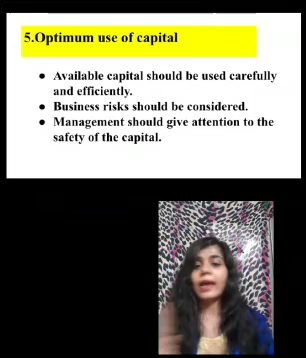 5.Optimum use of capital
● Available capital should be used carefully
and efficiently.
● Business risks should be considered.
● Management should give attention to the
safety of the capital.